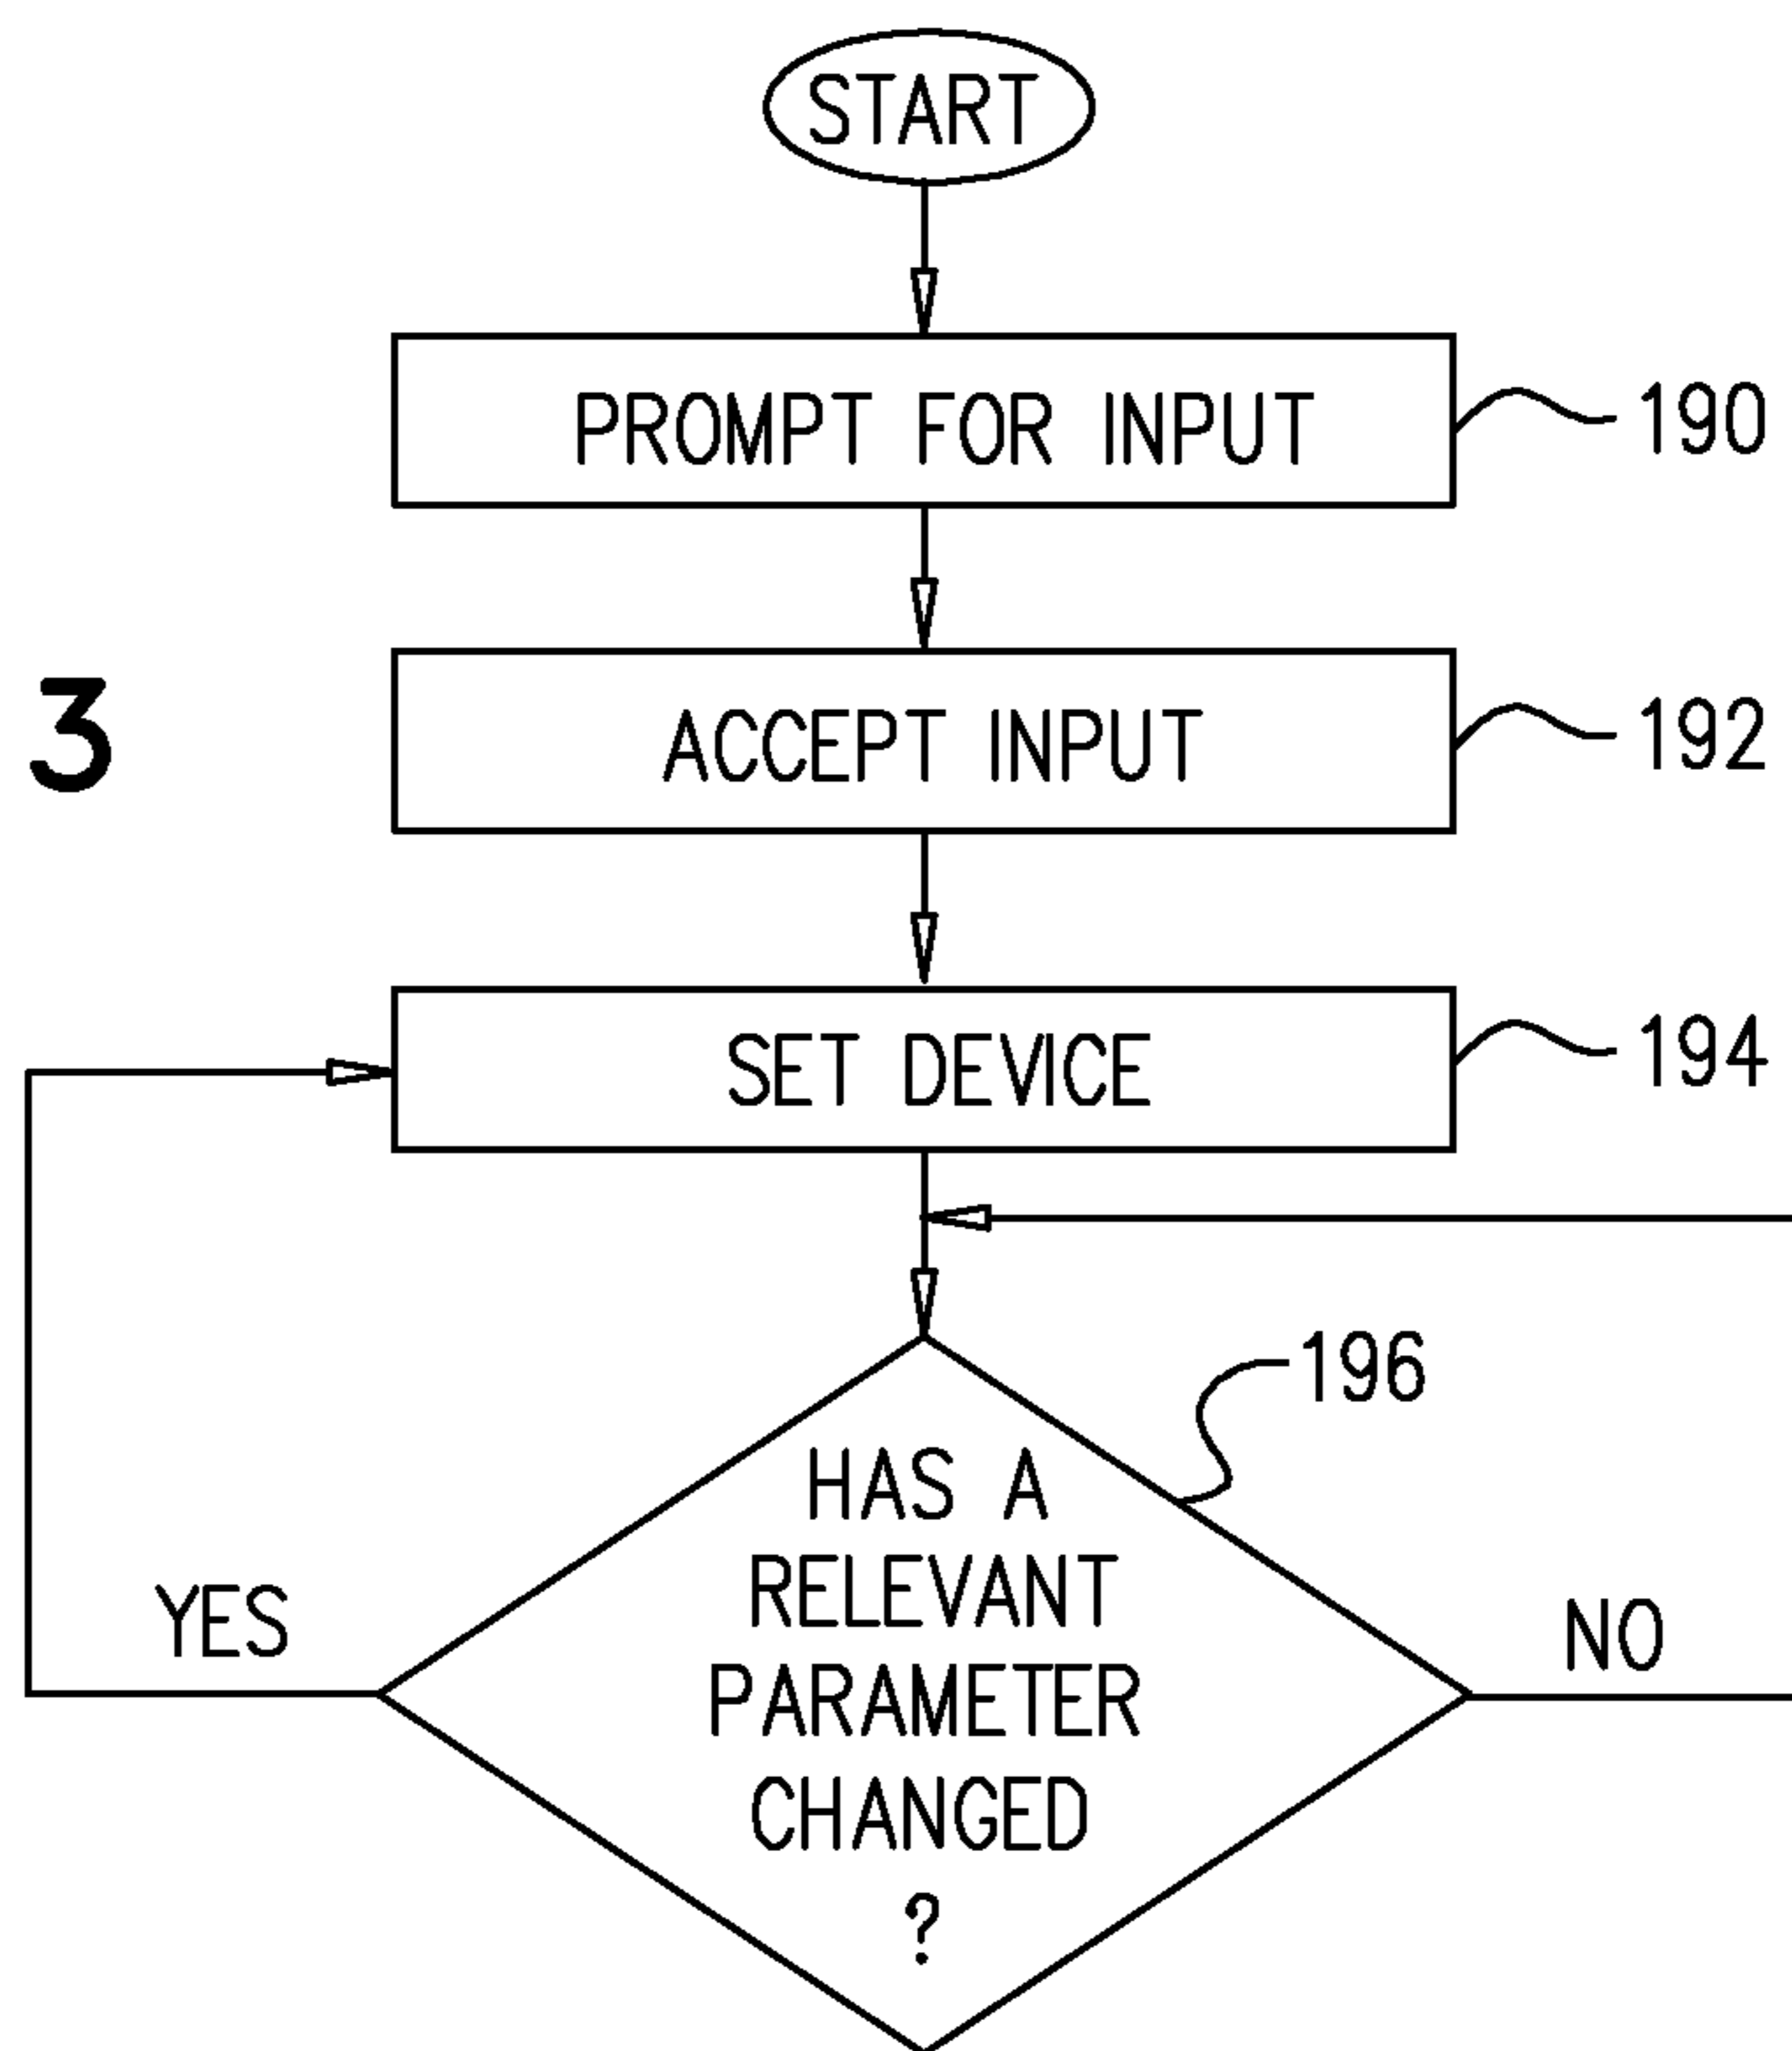 START
PROMPT FOR INPUT
190
3
ACCEPT INPUT
192
SET DEVICE
194
196
HAS A
RELEVANT
PARAMETER
CHANGED
?
YES
NO